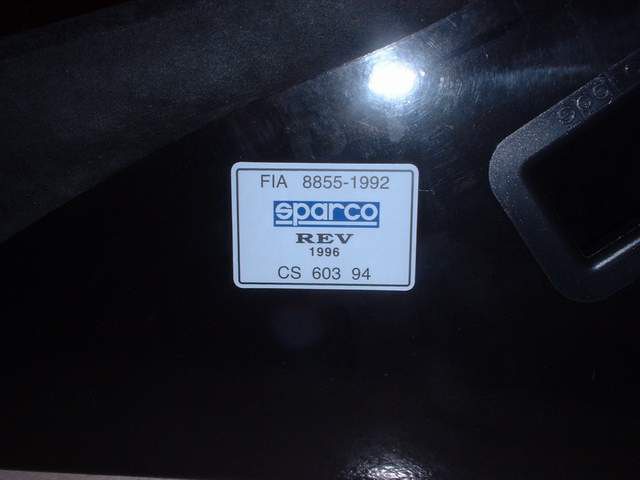 FIA 8855-1992
sparco
REV
1996
CS 603 94